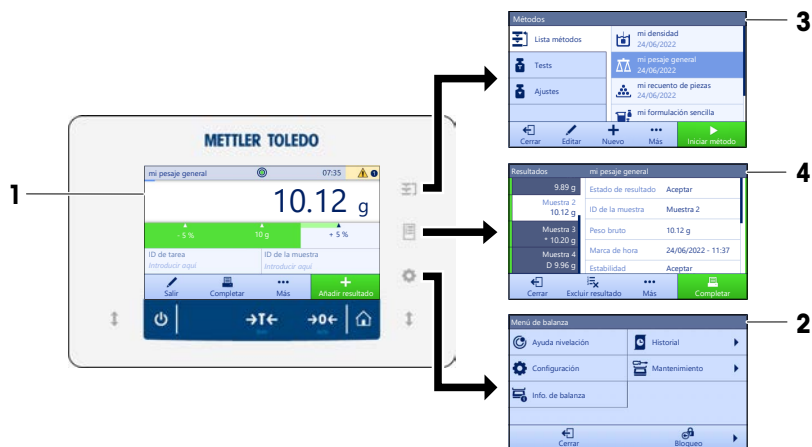 METTLER TOLEDO
1
mi pesaje general
07:35
10.12 g
- 5 %
10 g
+ 5 %
ID de tarea
Introducir aquí
ID de la muestra
Introducir aquí
Salir
Completar
Más
Añadir resultado
→T←
→0←
3
Métodos
Lista métodos
Tests
Ajustes
mi densidad
24/06/2022
mi pesaje general
24/06/2022
mi recuento de piezas
24/06/2022
mi formulación sencilla
Cerrar
Editar
Nuevo
Más
Iniciar método
4
Resultados
mi pesaje general
9.89 g
Muestra 2
10.12 g
Muestra 3
* 10.20 g
Muestra 4
D 9.96 g
Estado de resultado Aceptar
ID de la muestra Muestra 2
Peso bruto 10.12 g
Marca de hora 24/06/2022 - 11:37
Estabilidad Aceptar
Cerrar
Excluir resultado
Más
Completar
2
Menú de balanza
Ayuda nivelación
Historial
Configuración
Mantenimiento
Info. de balanza
Cerrar
Bloqueo